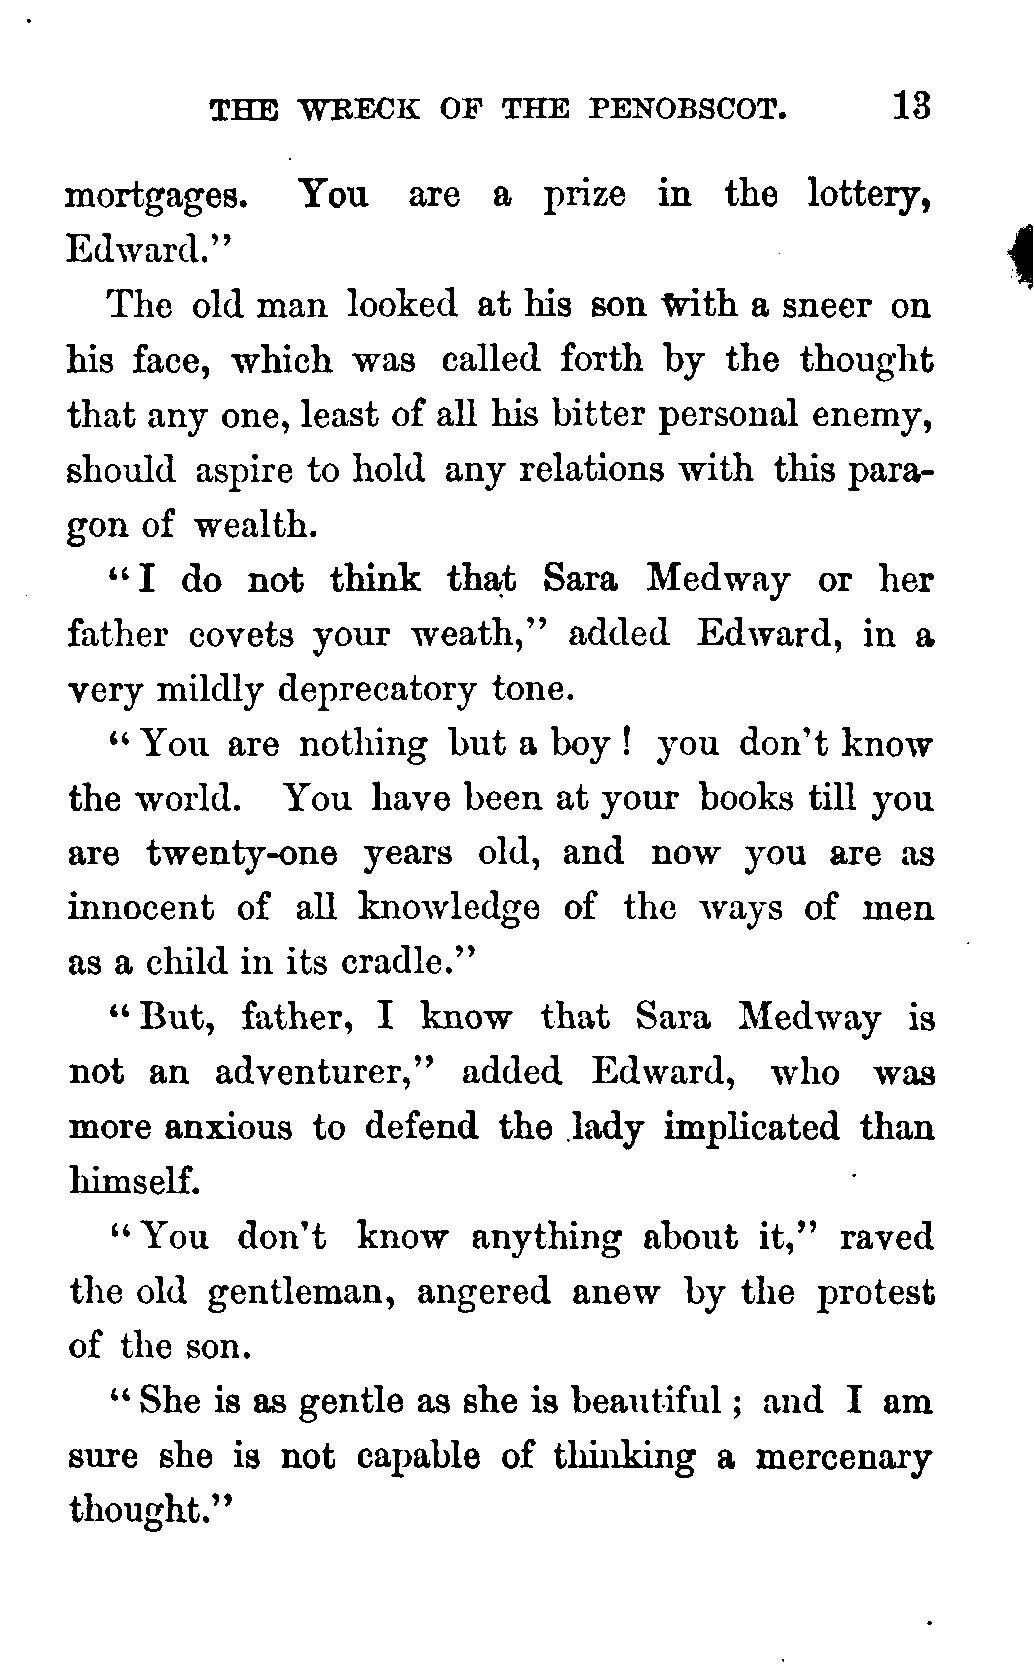 THE WRECK OF THE PENOBSCOT. 13
mortgages. You are a prize in the lottery,
Edward."
The old man looked at his son with a sneer on
his face, which was called forth by the thought
that any one, least of all his bitter personal enemy,
should aspire to hold any relations with this para-
gon of wealth.
"I do not think that Sara Medway or her
father covets your weath," added Edward, in a
very mildly deprecatory tone.
"You are nothing but a boy! you don't know
the world. You have been at your books till you
are twenty-one years old, and now you are as
innocent of all knowledge of the ways of men
as a child in its cradle."
"But, father, I know that Sara Medway is
not an adventurer," added Edward, who was
more anxious to defend the lady implicated than
himself.
"You don't know anything about it," raved
the old gentleman, angered anew by the protest
of the son.
"She is as gentle as she is beautiful; and I am
sure she is not capable of thinking a mercenary
thought."